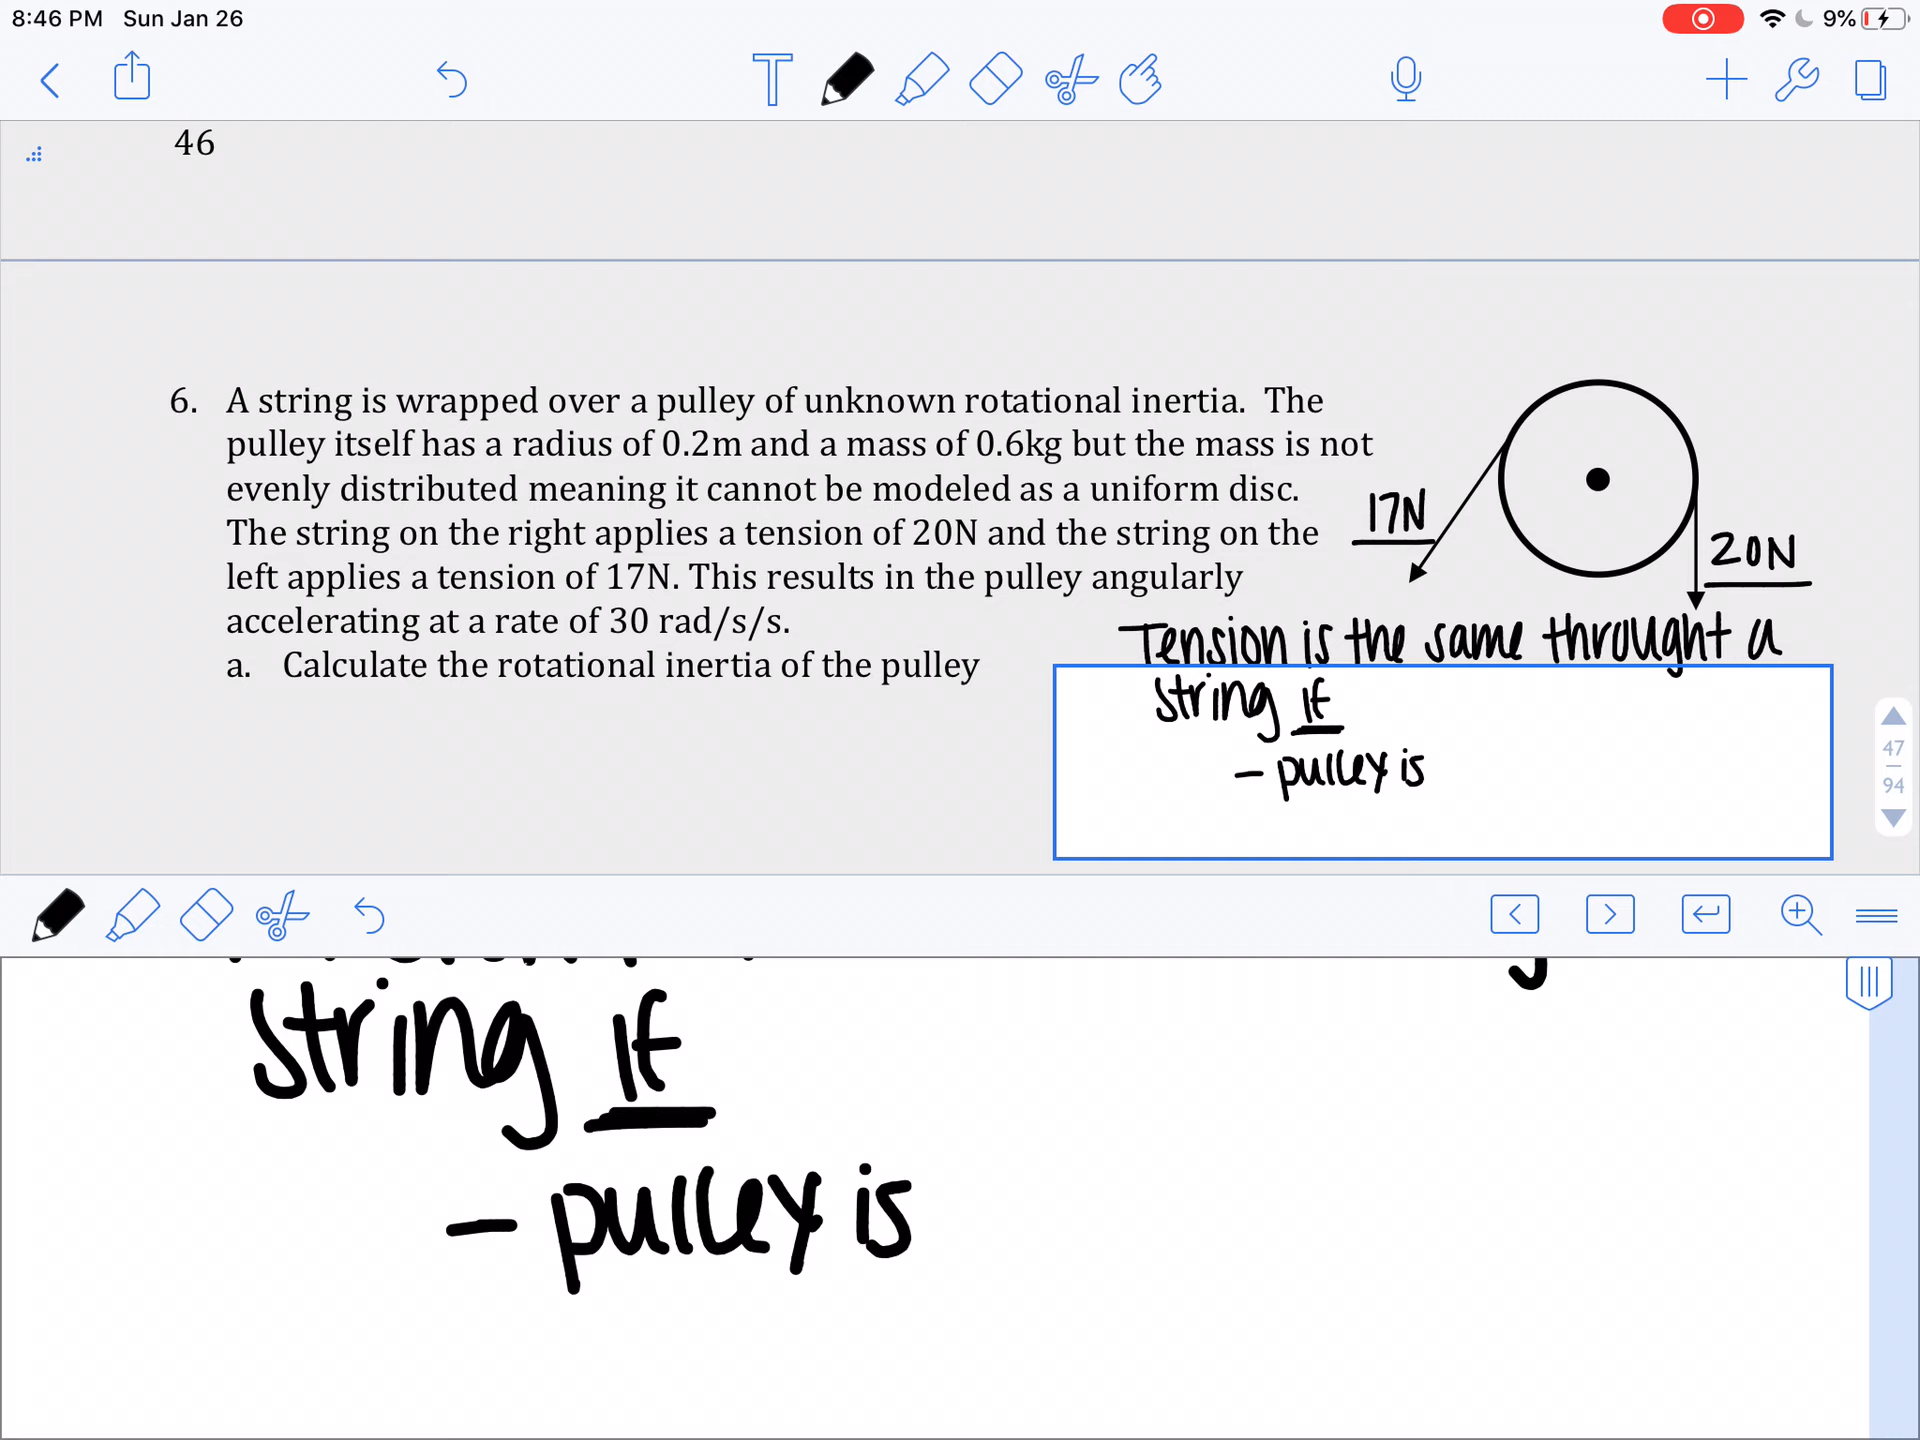 8:46 PM Sun Jan 26
9%
T
46
6. A string is wrapped over a pulley of unknown rotational inertia. The
pulley itself has a radius of 0.2m and a mass of 0.6kg but the mass is not
evenly distributed meaning it cannot be modeled as a uniform disc.
The string on the right applies a tension of 20N and the string on the
left applies a tension of 17N. This results in the pulley angularly
accelerating at a rate of 30 rad/s/s.
a. Calculate the rotational inertia of the pulley
17N
20N
Tension is the same throught a
string if
- pulley is
47
94
string if
- pulley is